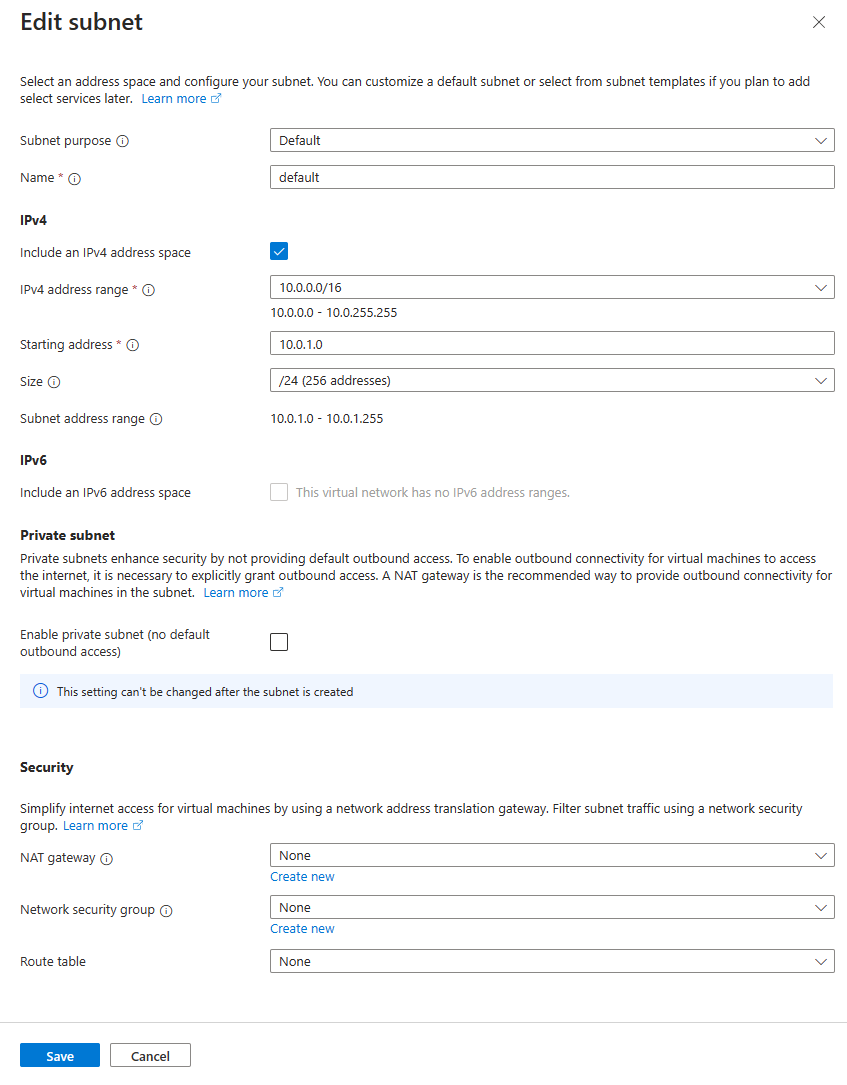 Edit subnet
Select an address space and configure your subnet. You can customize a default subnet or select from subnet templates if you plan to add
select services later. Learn more
Subnet purpose
Default
Name *
default
IPv4
Include an IPv4 address space
IPv4 address range *
10.0.0.0/16
10.0.0.0 - 10.0.255.255
Starting address *
10.0.1.0
Size
/24 (256 addresses)
Subnet address range
10.0.1.0 - 10.0.1.255
IPv6
Include an IPv6 address space
This virtual network has no IPv6 address ranges.
Private subnet
Private subnets enhance security by not providing default outbound access. To enable outbound connectivity for virtual machines to access
the internet, it is necessary to explicitly grant outbound access. A NAT gateway is the recommended way to provide outbound connectivity for
virtual machines in the subnet. Learn more
Enable private subnet (no default
outbound access)
This setting can't be changed after the subnet is created
Security
Simplify internet access for virtual machines by using a network address translation gateway. Filter subnet traffic using a network security
group. Learn more
NAT gateway
None
Create new
Network security group
None
Create new
Route table
None
Save
Cancel